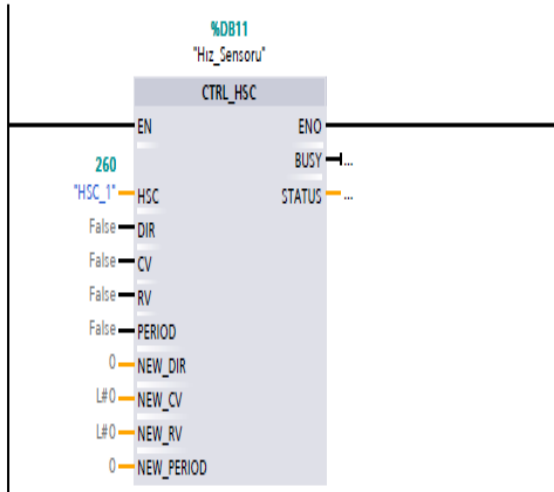 %DB11
"Hız_Sensoru"
CTRL_HSC
EN ENO
BUSY ...
260
"HSC_1" HSC STATUS ...
False DIR
False CV
False RV
False PERIOD
0 NEW_DIR
L#0 NEW_CV
L#0 NEW_RV
0 NEW_PERIOD